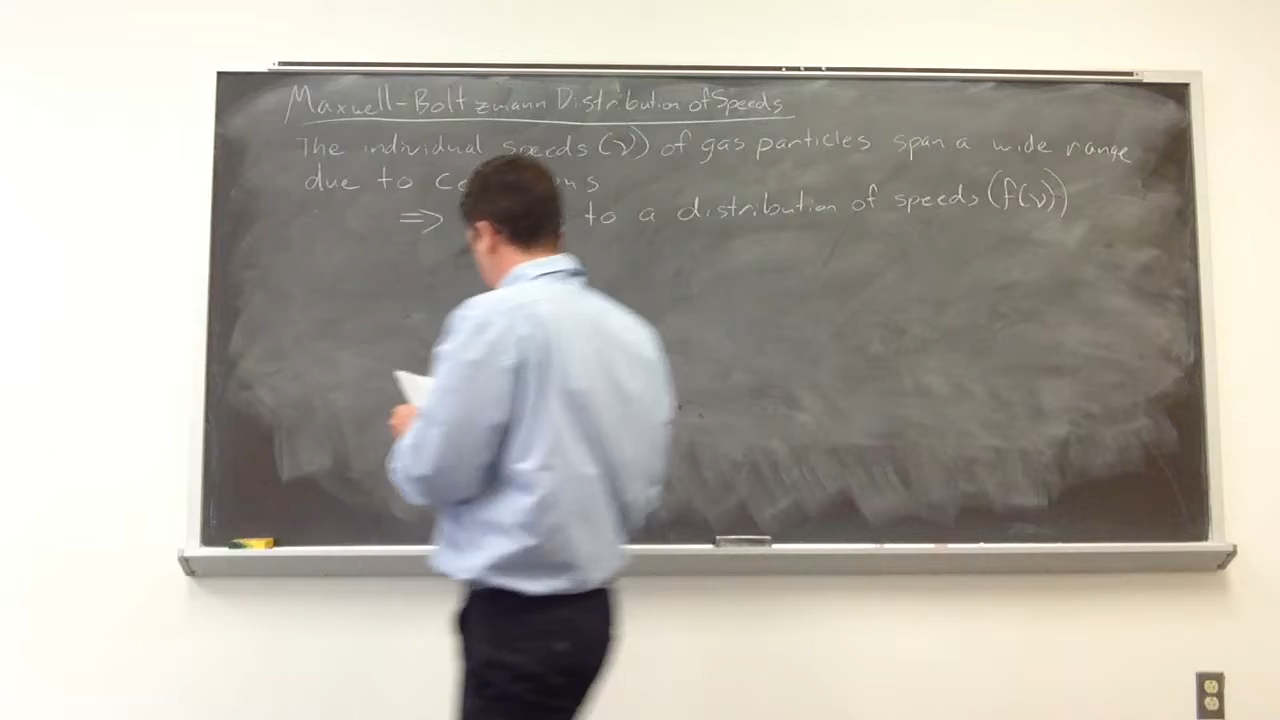 Maxwell-Boltzmann Distribution of Speeds
The individual speeds (v) of gas particles span a wide range
due to
⇒ to a distribution of speeds (f(v))